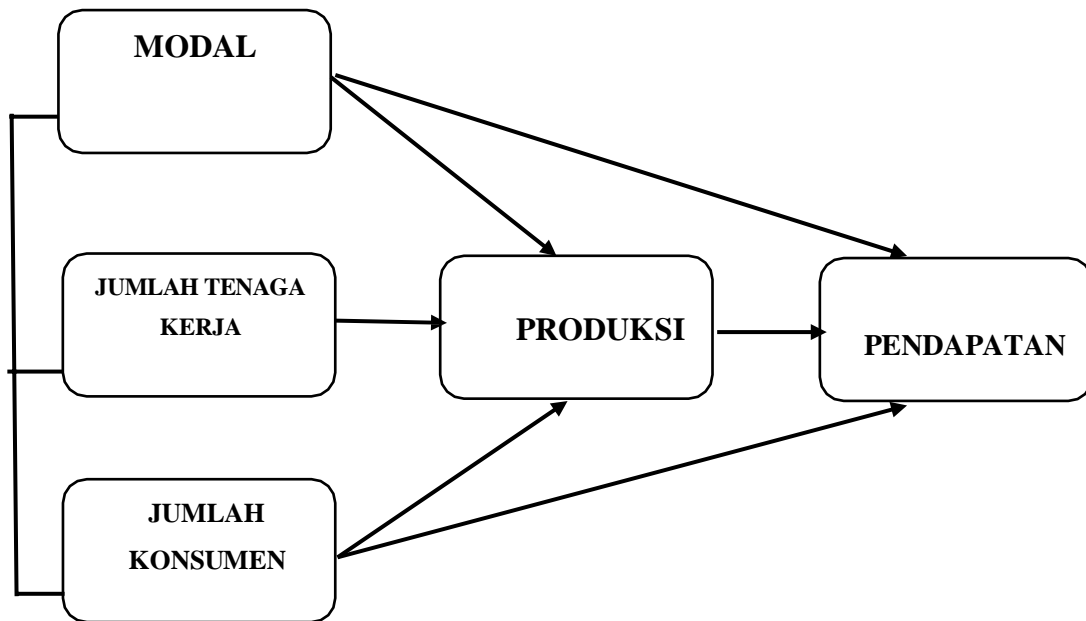 MODAL
JUMLAH TENAGA
KERJA
PRODUKSI
PENDAPATAN
JUMLAH
KONSUMEN